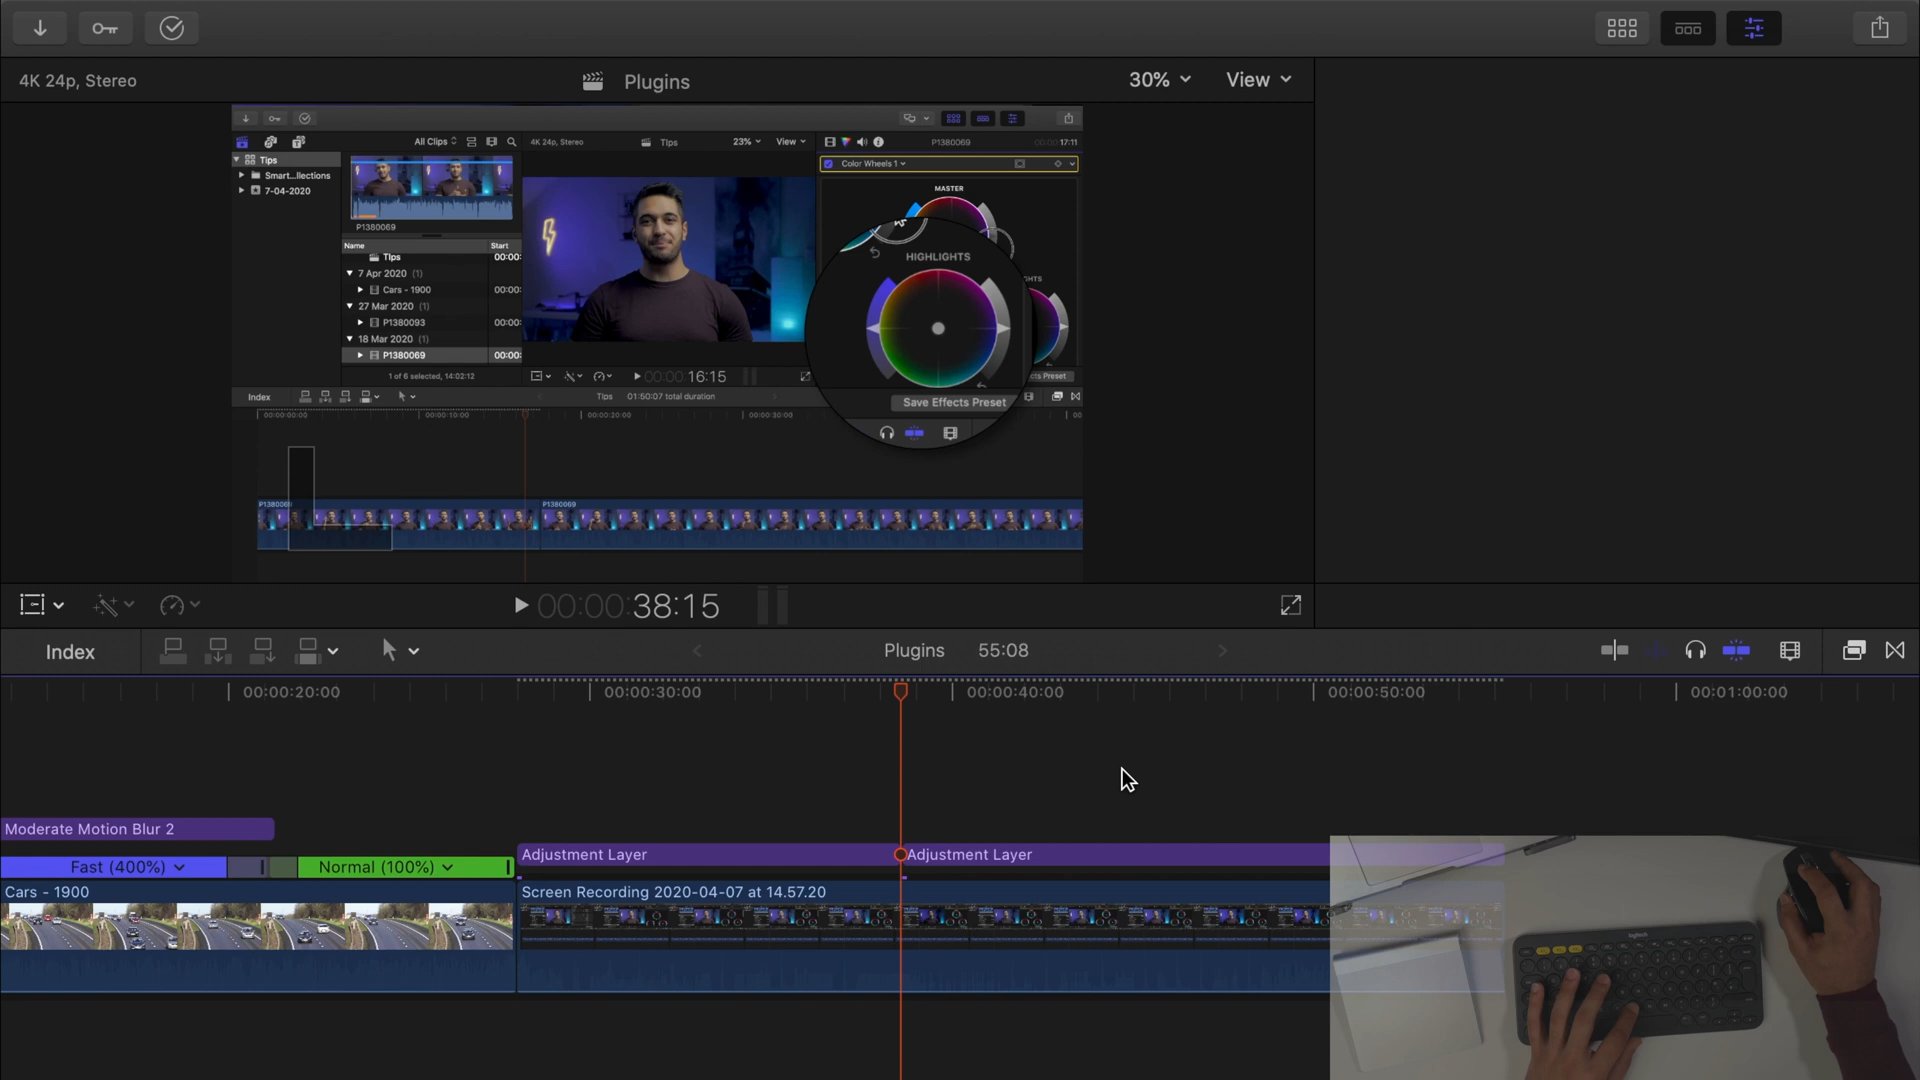 4K 24p, Stereo
Plugins
30%
View
All Clips
4K 24p, Stereo
Tips
23%
View
P1380069
00:00:17:11
Tips
Smart...llections
7-04-2020
P1380069
Color Wheels 1
MASTER
Name
Start
Tips
00:00:
7 Apr 2020 (1)
Cars - 1900
00:00:
27 Mar 2020 (1)
P1380093
00:00:
18 Mar 2020 (1)
P1380069
00:00:
HIGHLIGHTS
GHTS
Save Effects Preset
cts Preset
1 of 6 selected, 14:02:12
00:00:16:15
Index
Tips
01:50:07 total duration
00:00:00:00
00:00:10:00
00:00:20:00
00:00:30:00
00
P1380069
P1380069
00:00:38:15
Index
Plugins
55:08
00:00:20:00
00:00:30:00
00:00:40:00
00:00:50:00
00:01:00:00
Moderate Motion Blur 2
Adjustment Layer
Adjustment Layer
Fast (400%)
Normal (100%)
Cars - 1900
Screen Recording 2020-04-07 at 14.57.20
logitech